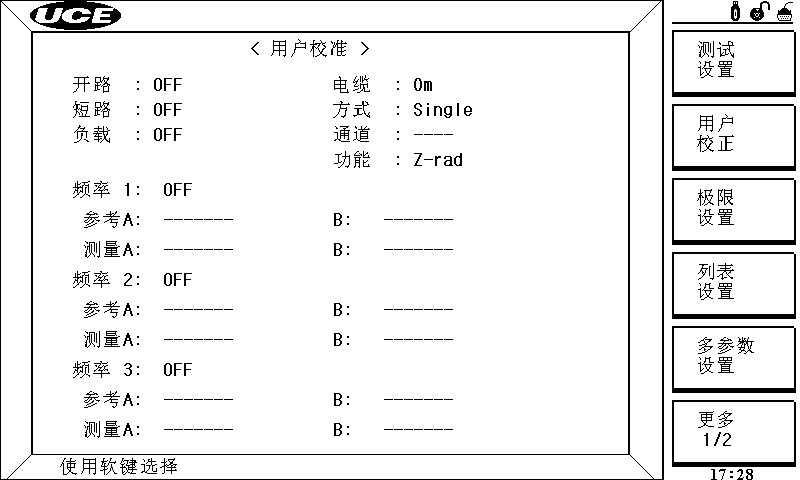 UCE
< 用户校准 >
开路 : OFF 电缆 : 0m
短路 : OFF 方式 : Single
负载 : OFF 通道 : ----
功能 : Z-rad
频率 1: OFF
参考A: ------- B: -------
测量A: ------- B: -------
频率 2: OFF
参考A: ------- B: -------
测量A: ------- B: -------
频率 3: OFF
参考A: ------- B: -------
测量A: ------- B: -------
使用软键选择
测试
设置
用户
校正
极限
设置
列表
设置
多参数
设置
更多
1/2
17:28